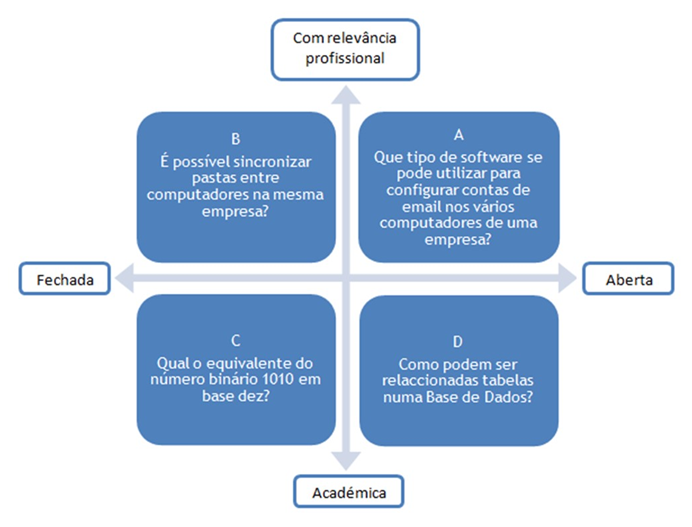 Com relevância
profissional
B
É possível sincronizar
pastas entre
computadores na mesma
empresa?
A
Que tipo de software se
pode utilizar para
configurar contas de
email nos vários
computadores de uma
empresa?
Fechada
Aberta
C
Qual o equivalente do
número binário 1010 em
base dez?
D
Como podem ser
relaccionadas tabelas
numa Base de Dados?
Académica